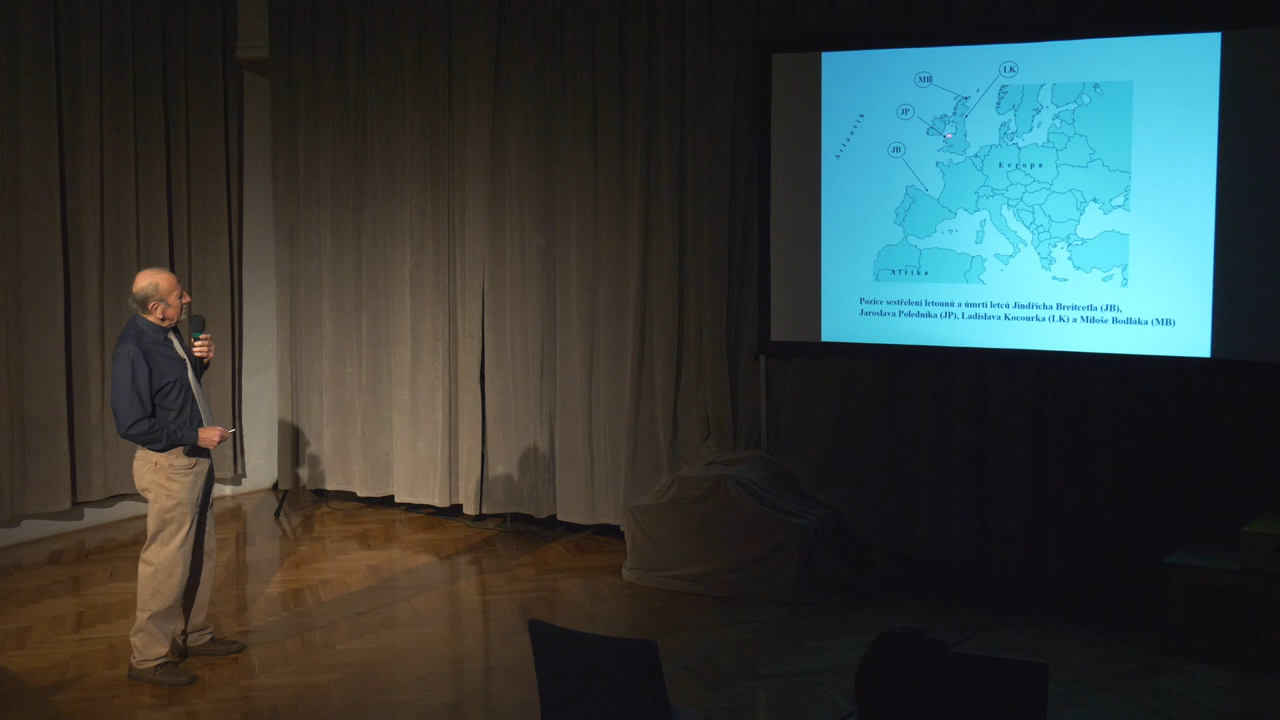 LK
MB
JP
Atlantik
JB
Evropa
Afrika
Pozice sestřelení letounů a úmrtí letců Jindřicha Breitcetla (JB),
Jaroslava Poledníka (JP), Ladislava Kocourka (LK) a Miloše Bodláka (MB)